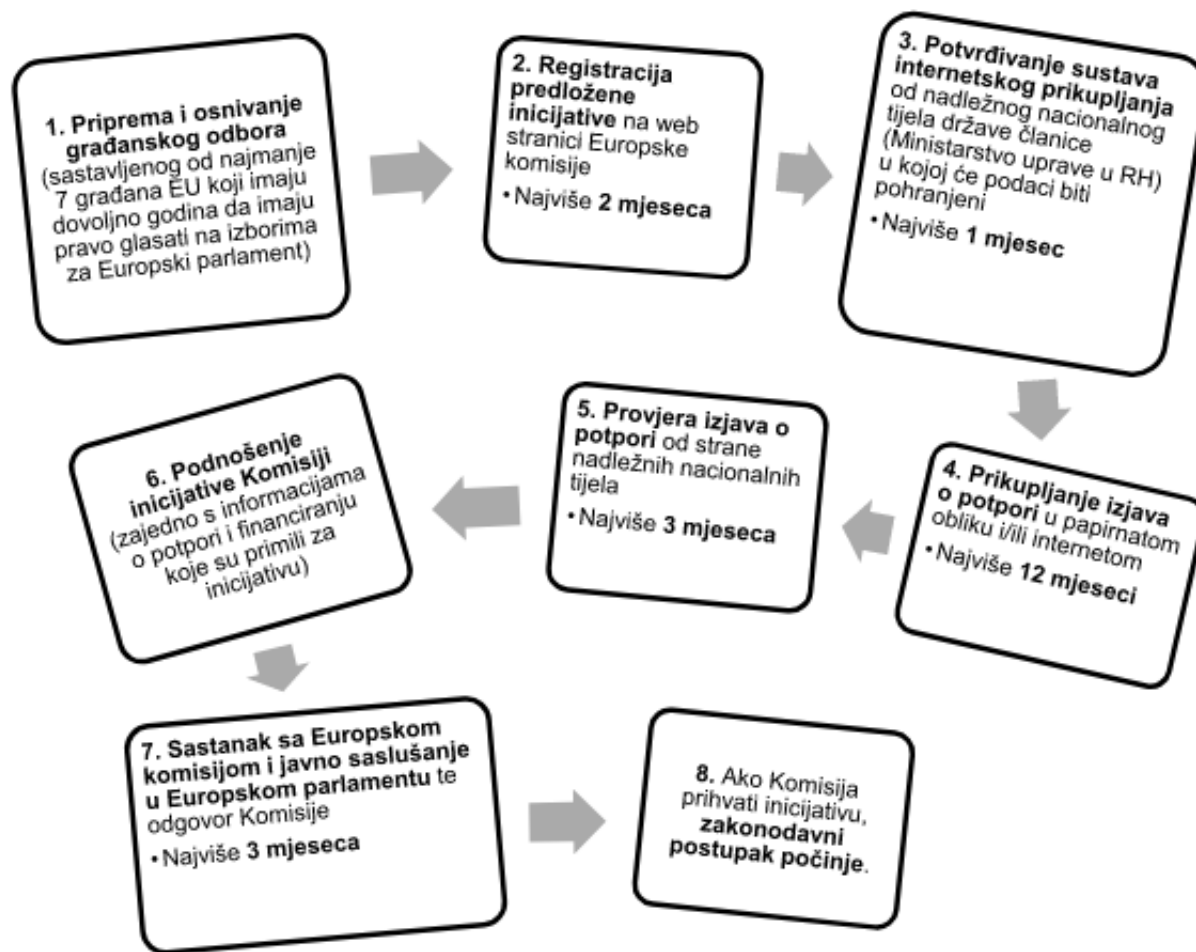 1. Priprema i osnivanje
građanskog odbora
(sastavljenog od najmanje
7 građana EU koji imaju
dovoljno godina da imaju
pravo glasati na izborima
za Europski parlament)
2. Registracija
predložene
inicijative na web
stranici Europske
komisije
• Najviše 2 mjeseca
3. Potvrđivanje sustava
internetskog prikupljanja
od nadležnog nacionalnog
tijela države članice
(Ministarstvo uprave u RH)
u kojoj će podaci biti
pohranjeni
• Najviše 1 mjesec
4. Prikupljanje izjava
o potpori u papirnatom
obliku i/ili internetom
• Najviše 12 mjeseci
5. Provjera izjava o
potpori od strane
nadležnih nacionalnih
tijela
• Najviše 3 mjeseca
6. Podnošenje
inicijative Komisiji
(zajedno s informacijama
o potpori i financiranju
koje su primili za
inicijativu)
7. Sastanak sa Europskom
komisijom i javno saslušanje
u Europskom parlamentu te
odgovor Komisije
• Najviše 3 mjeseca
8. Ako Komisija
prihvati inicijativu,
zakonodavni
postupak počinje.